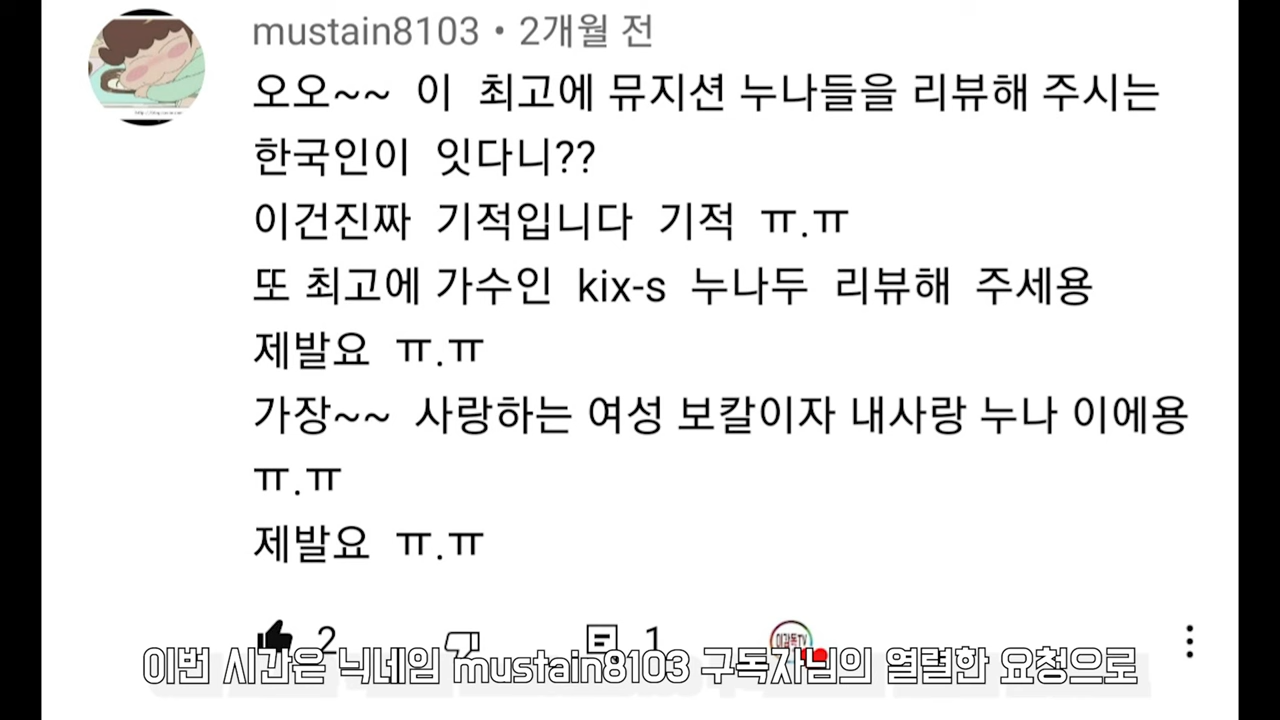 mustain8103 • 2개월 전
오오~~ 이 최고에 뮤지션 누나들을 리뷰해 주시는
한국인이 잇다니??
이건진짜 기적입니다 기적 ㅠ.ㅠ
또 최고에 가수인 kix-s 누나두 리뷰해 주세용
제발요 ㅠ.ㅠ
가장~~ 사랑하는 여성 보칼이자 내사랑 누나 이에용
ㅠ.ㅠ
제발요 ㅠ.ㅠ
2 1
이번 시간은 닉네임 mustain8103 구독자님의 열렬한 요청으로